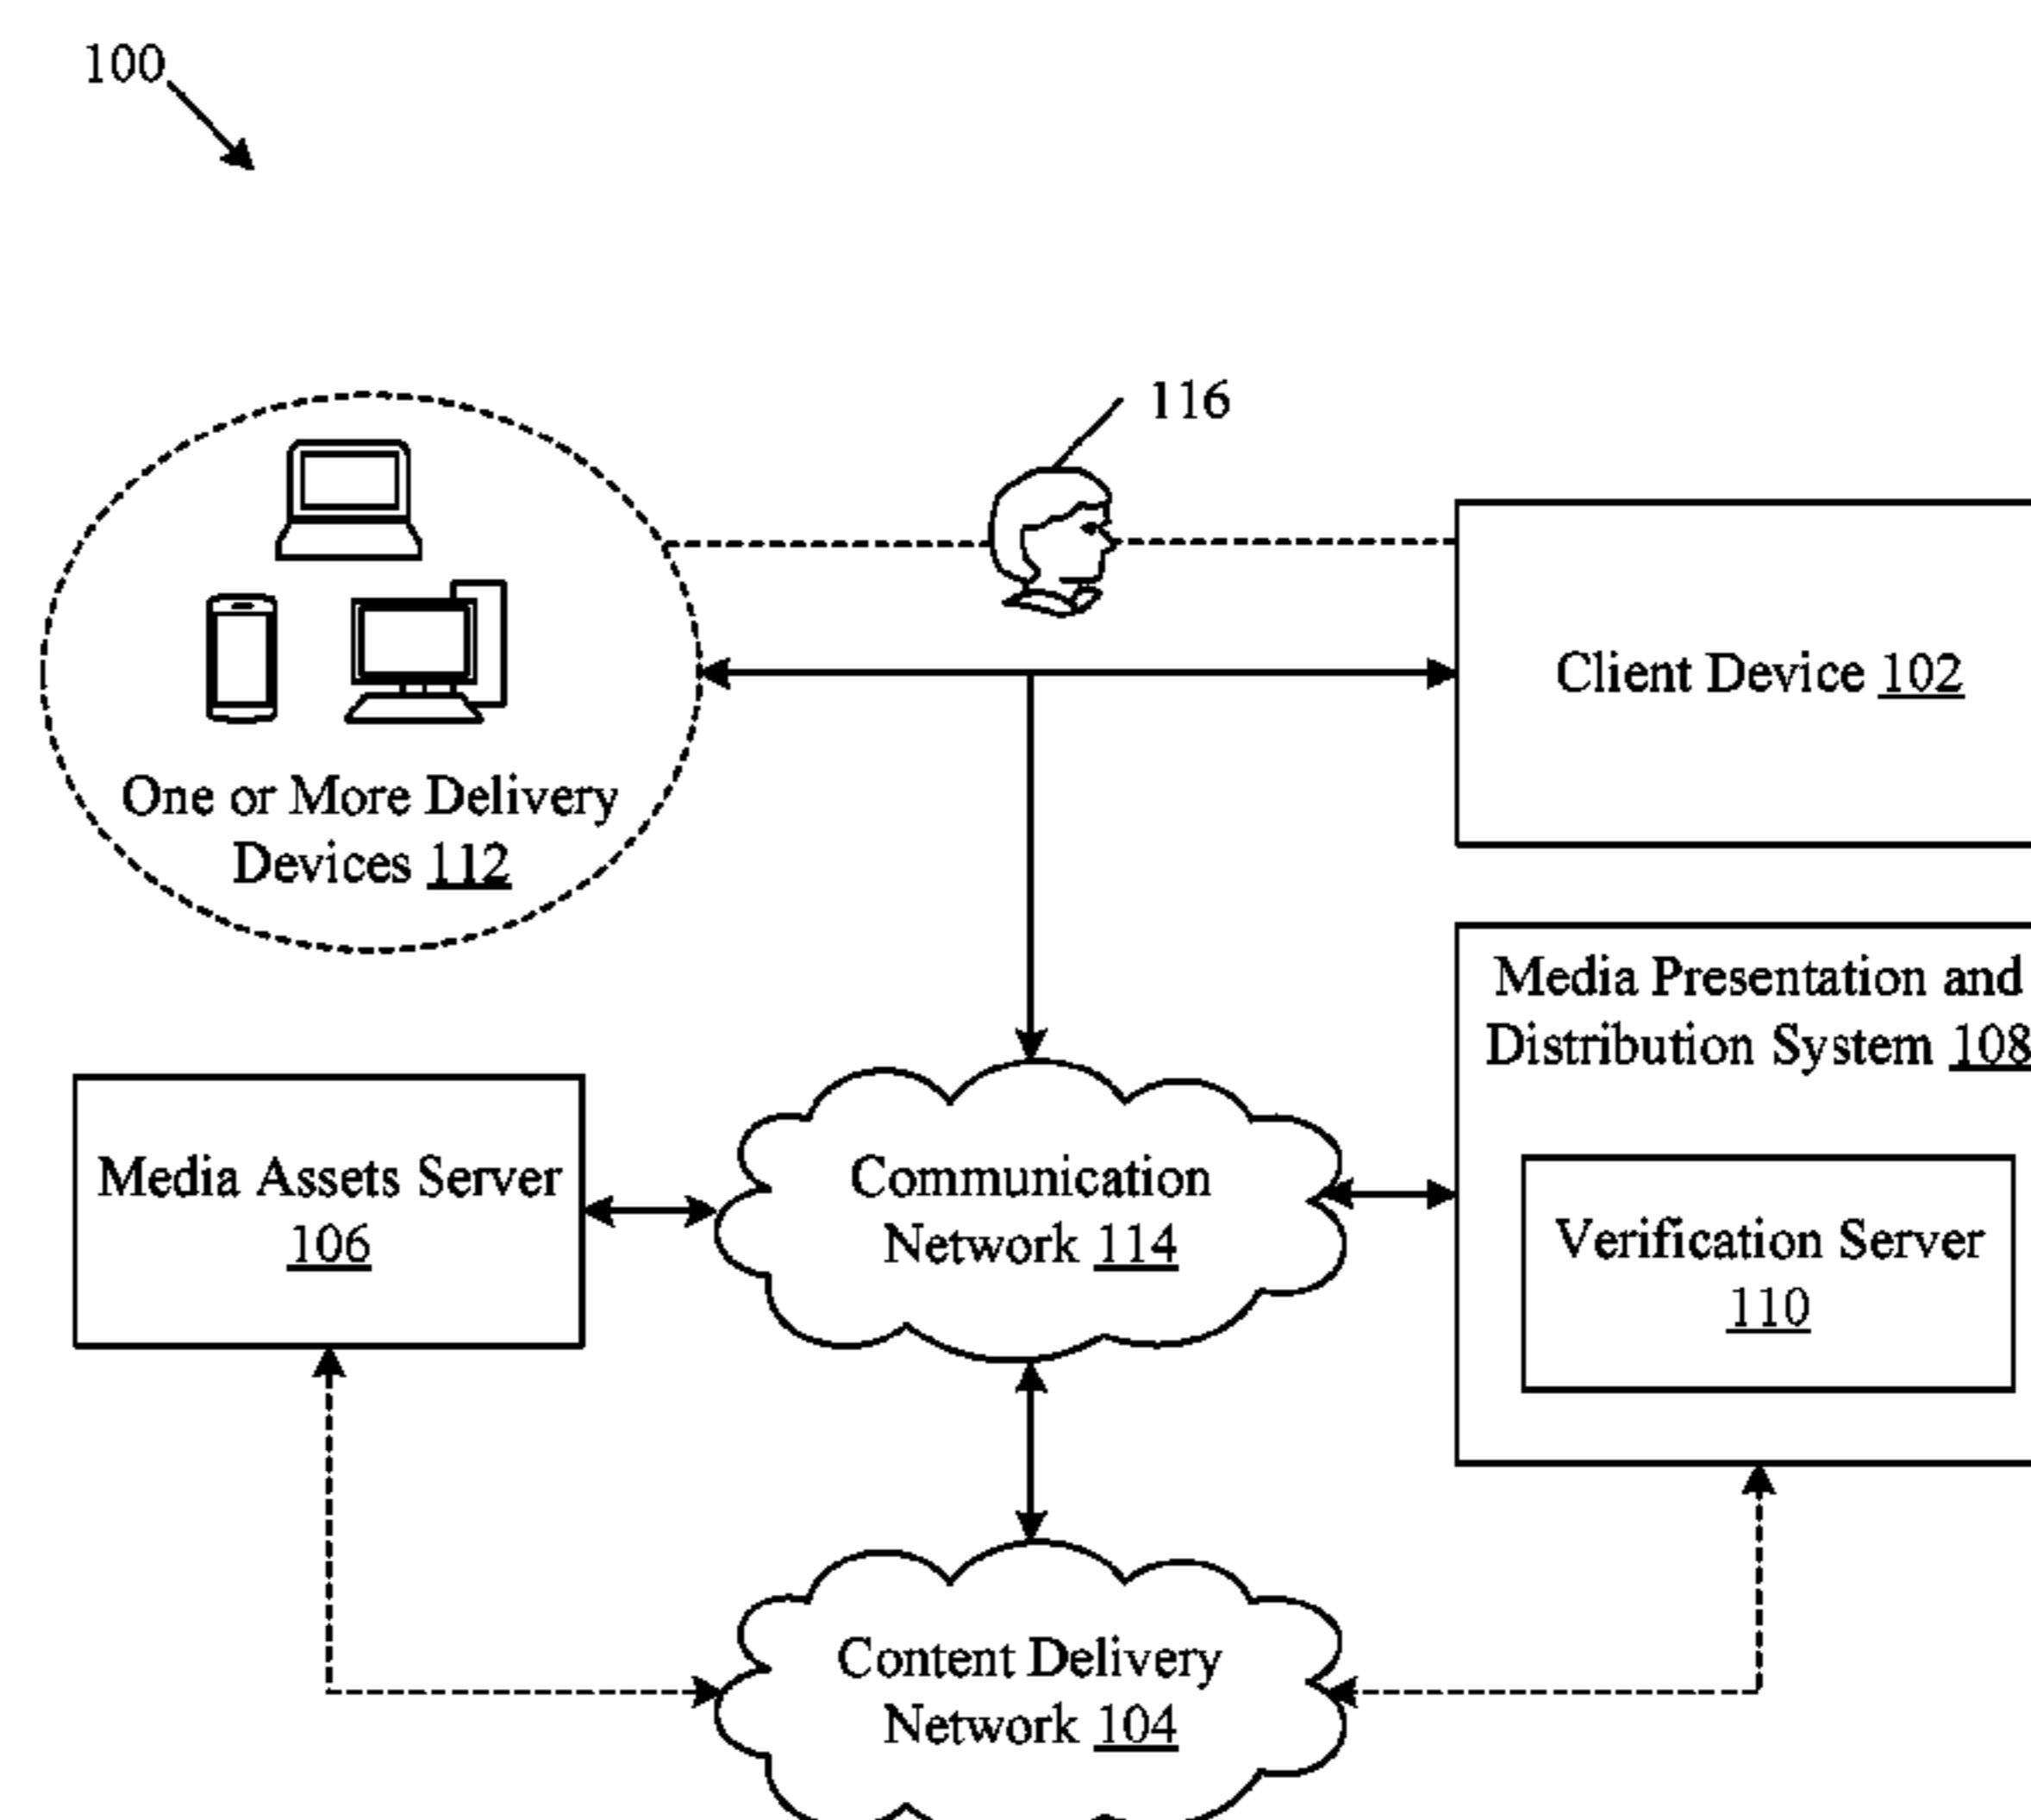 100
116
Client Device 102
One or More Delivery
Devices 112
Media Presentation and
Distribution System 108
Media Assets Server
106
Communication
Network 114
Verification Server
110
Content Delivery
Network 104